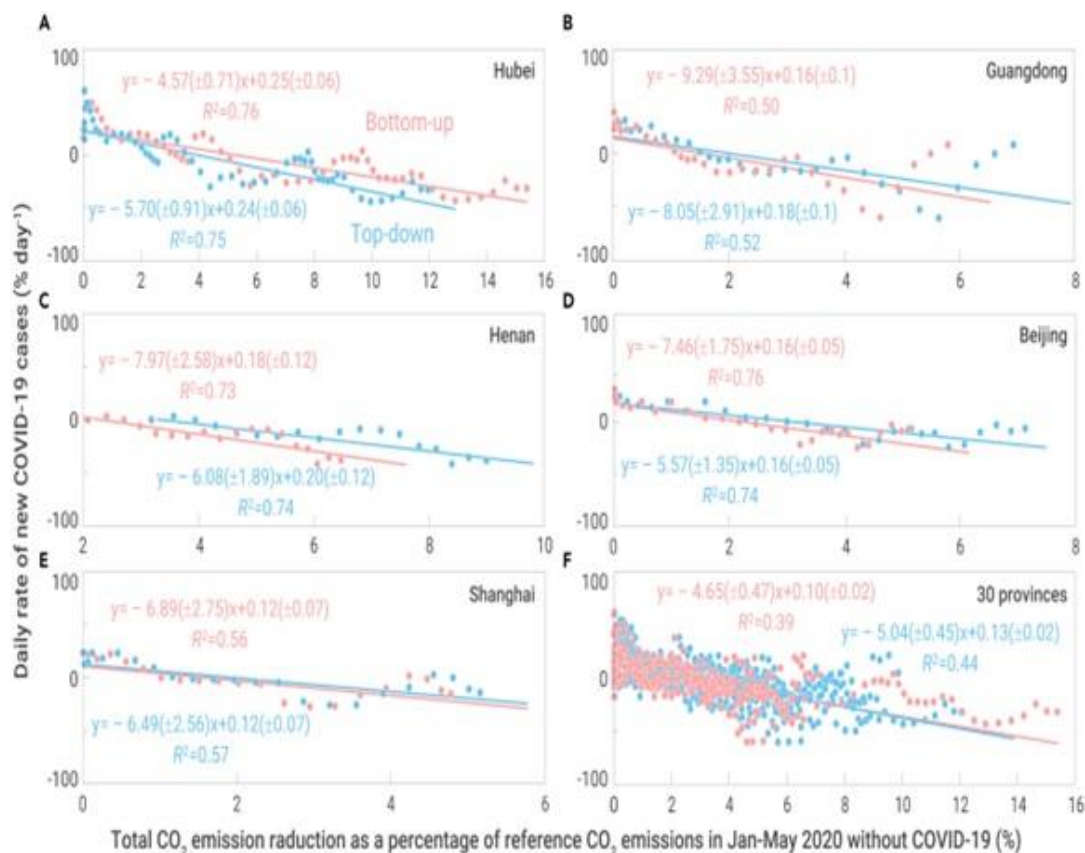 A
B
100
0
-100
y= − 4.57(±0.71)x+0.25(±0.06)
R²=0.76
Hubei
Bottom-up
y= − 5.70(±0.91)x+0.24(±0.06)
R²=0.75
Top-down
0 2 4 6 8 10 12 14 16
100
0
-100
y= − 9.29(±3.55)x+0.16(±0.1)
R²=0.50
Guangdong
y= − 8.05(±2.91)x+0.18(±0.1)
R²=0.52
0 2 4 6 8
C
D
100
0
-100
Henan
y= − 7.97(±2.58)x+0.18(±0.12)
R²=0.73
y= − 6.08(±1.89)x+0.20(±0.12)
R²=0.74
2 4 6 8 10
100
0
-100
Beijing
y= − 7.46(±1.75)x+0.16(±0.05)
R²=0.76
y= − 5.57(±1.35)x+0.16(±0.05)
R²=0.74
0 2 4 6 8
E
F
100
0
-100
Shanghai
y= − 6.89(±2.75)x+0.12(±0.07)
R²=0.56
y= − 6.49(±2.56)x+0.12(±0.07)
R²=0.57
0 2 4 6
100
0
-100
y= − 4.65(±0.47)x+0.10(±0.02)
R²=0.39
30 provinces
y= − 5.04(±0.45)x+0.13(±0.02)
R²=0.44
0 2 4 6 8 10 12 14 16
Daily rate of new COVID-19 cases (% day⁻¹)
Total CO₂ emission raduction as a percentage of reference CO₂ emissions in Jan-May 2020 without COVID-19 (%)